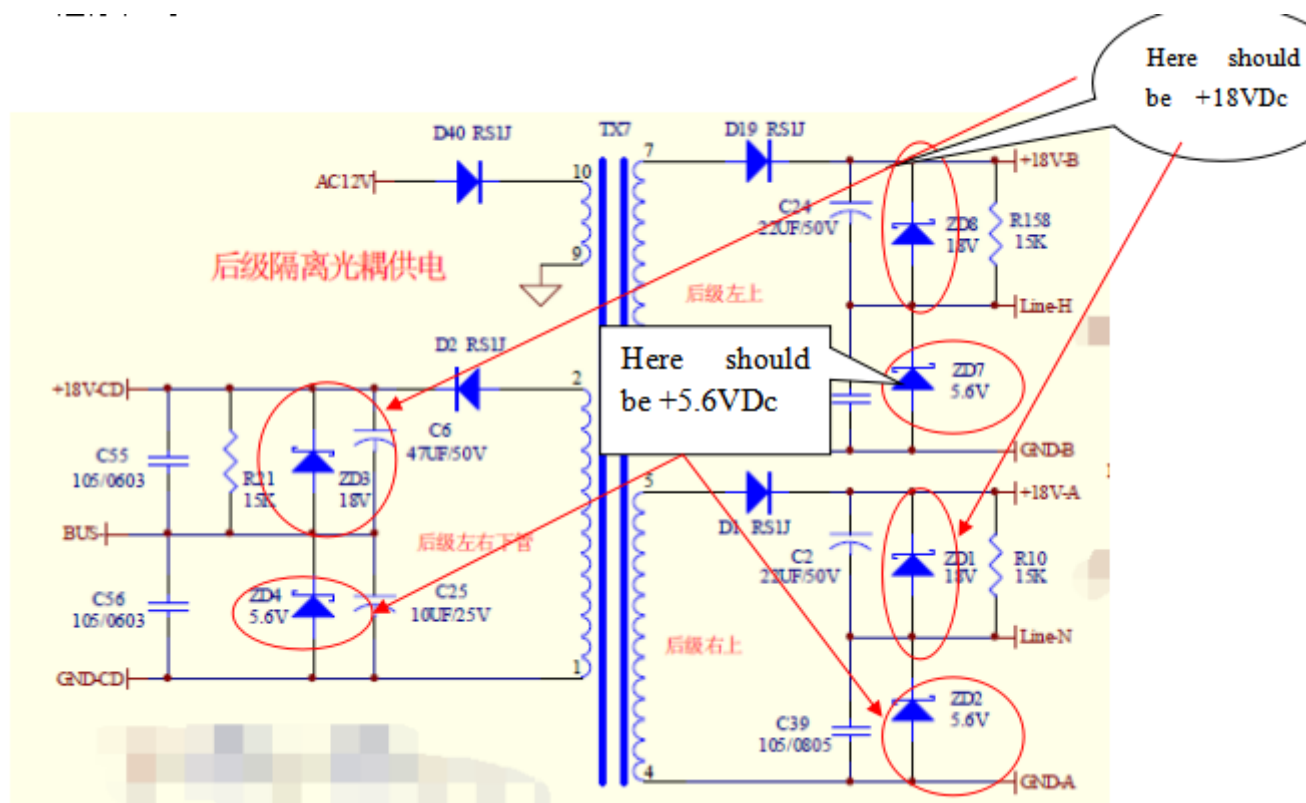 Here should
be +18VDc
D40 RS1J
TX7
D19 RS1J
7
+18V-B
AC12V
10
C24
22UF/50V
ZD8
18V
R158
15K
后级隔离光耦供电
9
后级左上
Line-H
D2 RS1J
Here should
be +5.6VDc
ZD7
5.6V
+18V-CD
2
C6
47UF/50V
GND-B
C55
105/0603
R21
15K
ZD3
18V
3
+18V-A
D1 RS1J
BUS-
后级左右下管
C2
22UF/50V
ZD1
18V
R10
15K
C56
105/0603
ZD4
5.6V
C25
10UF/25V
后级右上
Line-N
GND-CD
1
ZD2
5.6V
C39
105/0805
4
GND-A